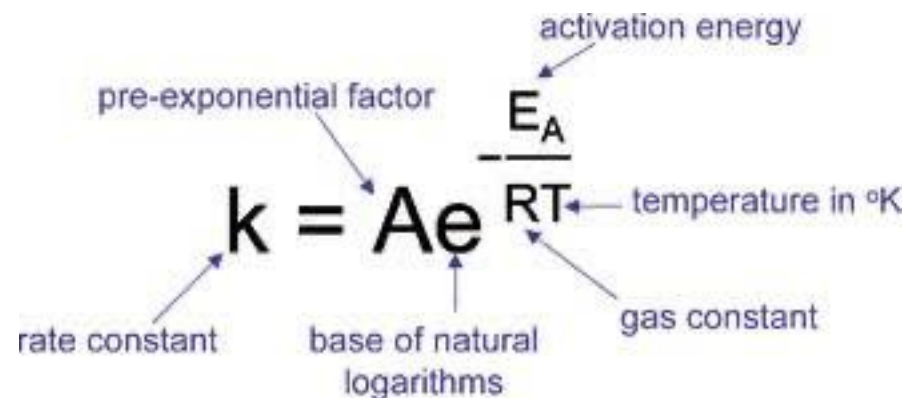 activation energy
pre-exponential factor
k = Ae^-E_A/RT
temperature in °K
rate constant
base of natural
logarithms
gas constant